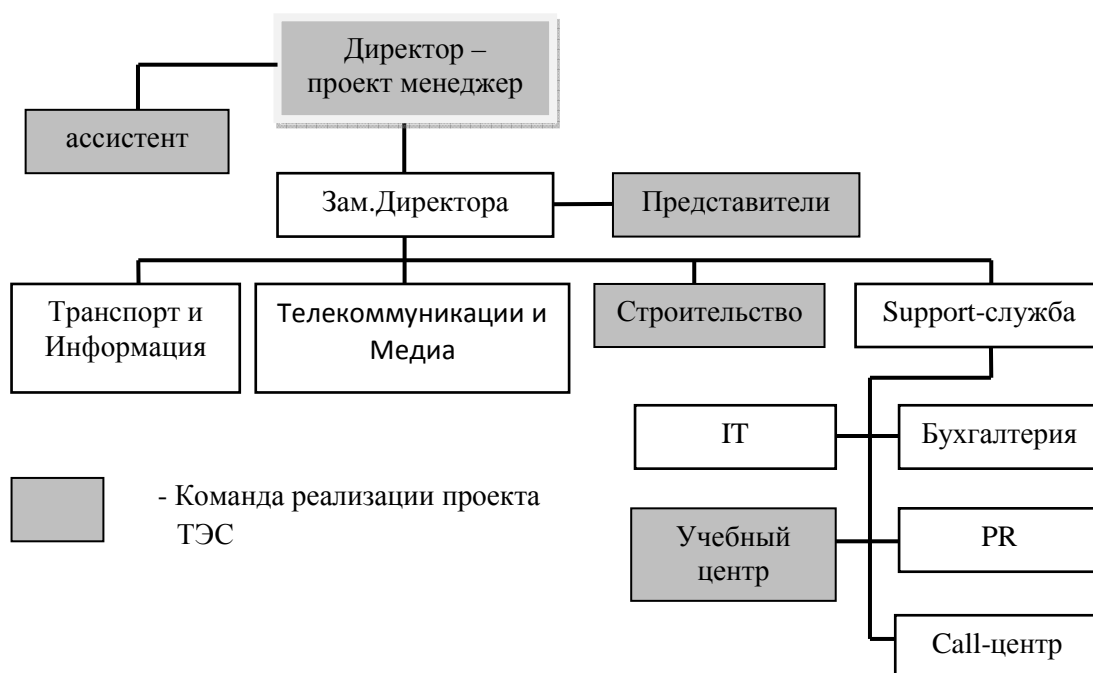 Директор –
проект менеджер
ассистент
Зам.Директора
Представители
Транспорт и
Информация
Телекоммуникации и
Медиа
Строительство
Support-служба
IT
Бухгалтерия
- Команда реализации проекта
ТЭС
Учебный
центр
PR
Call-центр